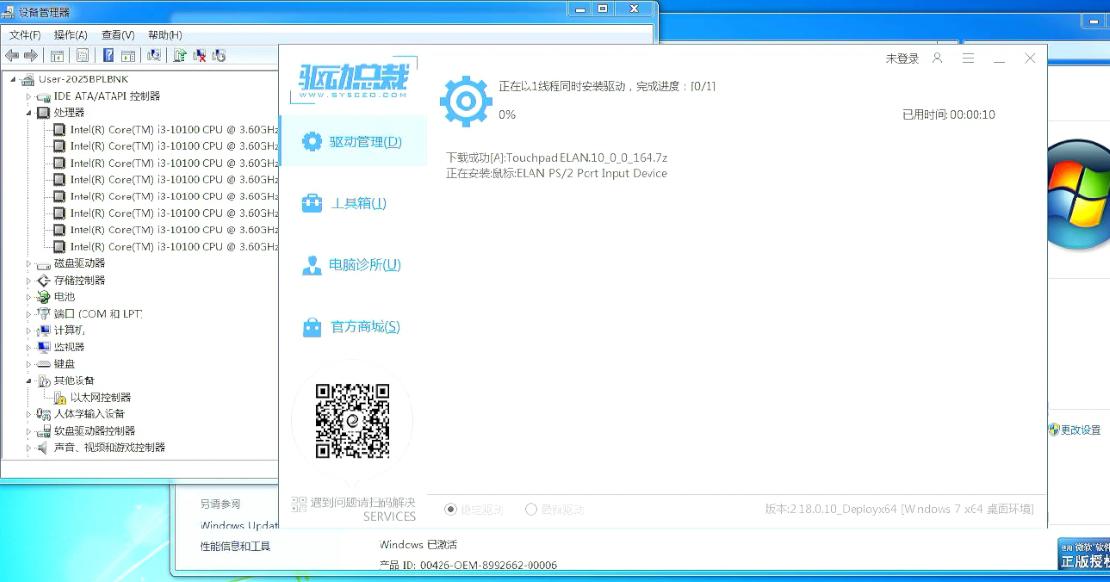 设备管理器
文件(F) 操作(A) 查看(V) 帮助(H)
User-2025BPLBNK
IDE ATA/ATAPI 控制器
处理器
Intel(R) Core(TM) i3-10100 CPU @ 3.60GHz
Intel(R) Core(TM) i3-10100 CPU @ 3.60GHz
Intel(R) Core(TM) i3-10100 CPU @ 3.60GHz
Intel(R) Core(TM) i3-10100 CPU @ 3.60GHz
Intel(R) Core(TM) i3-10100 CPU @ 3.60GHz
Intel(R) Core(TM) i3-10100 CPU @ 3.60GHz
Intel(R) Core(TM) i3-10100 CPU @ 3.60GHz
Intel(R) Core(TM) i3-10100 CPU @ 3.60GHz
磁盘驱动器
存储控制器
电池
端口 (COM 和 LPT)
计算机
监视器
键盘
其他设备
以太网控制器
人体学输入设备
软盘驱动器控制器
声音、视频和游戏控制器
驱动总裁
WWW.SYSCEO.COM
未登录
正在以1线程同时安装驱动，完成进度：[0/1]
0%
已用时间: 00:00:10
下载成功[A]:Touchpad ELAN.10_0_0_164.7z
正在安装:鼠标:ELAN PS/2 Port Input Device
驱动管理(D)
工具箱(T)
电脑诊所(U)
官方商城(S)
遇到问题请扫码解决
SERVICES
稳定驱动
最新驱动
版本:2.18.0.10_Deployx64 [Windows 7 x64 桌面环境]
更改设置
另请参阅
Windows Updat
性能信息和工具
Windows 已激活
产品 ID: 00426-OEM-8992662-00006
使用 微软 软件
正版授权